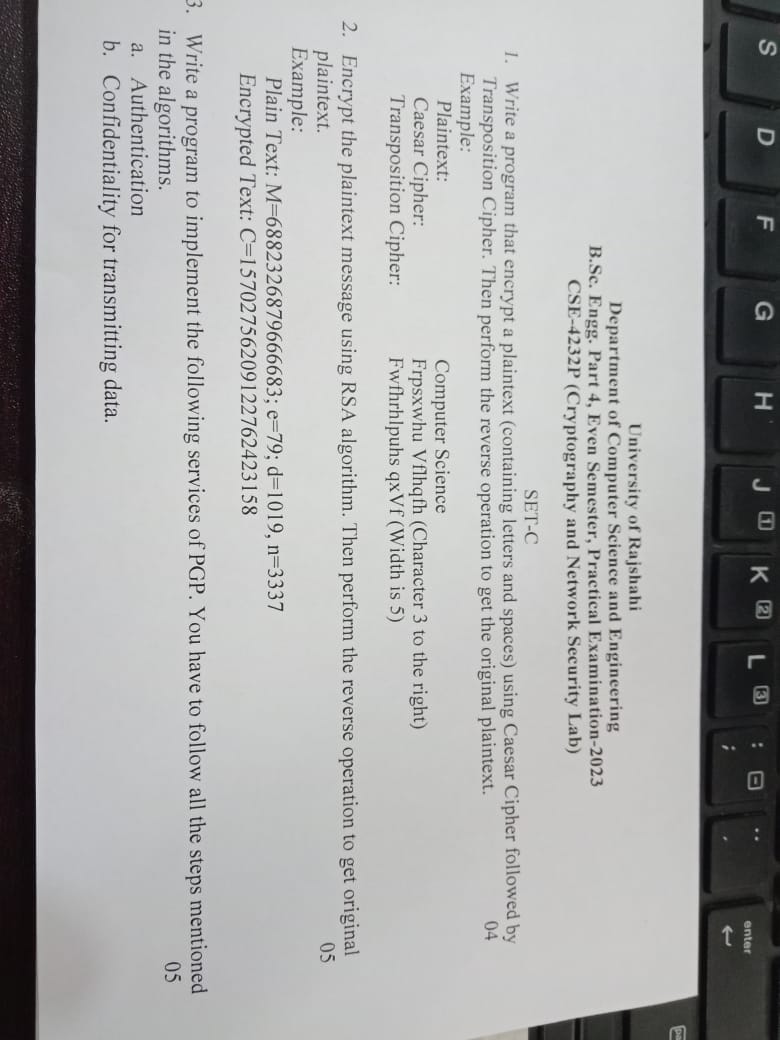 S D F G H J 1 K 2 L 3 : - ; enter
University of Rajshahi
Department of Computer Science and Engineering
B.Sc. Engg. Part 4, Even Semester, Practical Examination-2023
CSE-4232P (Cryptography and Network Security Lab)
SET-C
1. Write a program that encrypt a plaintext (containing letters and spaces) using Caesar Cipher followed by
Transposition Cipher. Then perform the reverse operation to get the original plaintext. 04
Example:
Plaintext: Computer Science
Caesar Cipher: Frpsxwhu Vflhqfh (Character 3 to the right)
Transposition Cipher: Fwfhrhlpuhs qxVf (Width is 5)
2. Encrypt the plaintext message using RSA algorithm. Then perform the reverse operation to get original
plaintext. 05
Example:
Plain Text: M=6882326879666683; e=79; d=1019, n=3337
Encrypted Text: C=15702756209122762423158
3. Write a program to implement the following services of PGP. You have to follow all the steps mentioned
in the algorithms. 05
a. Authentication
b. Confidentiality for transmitting data.